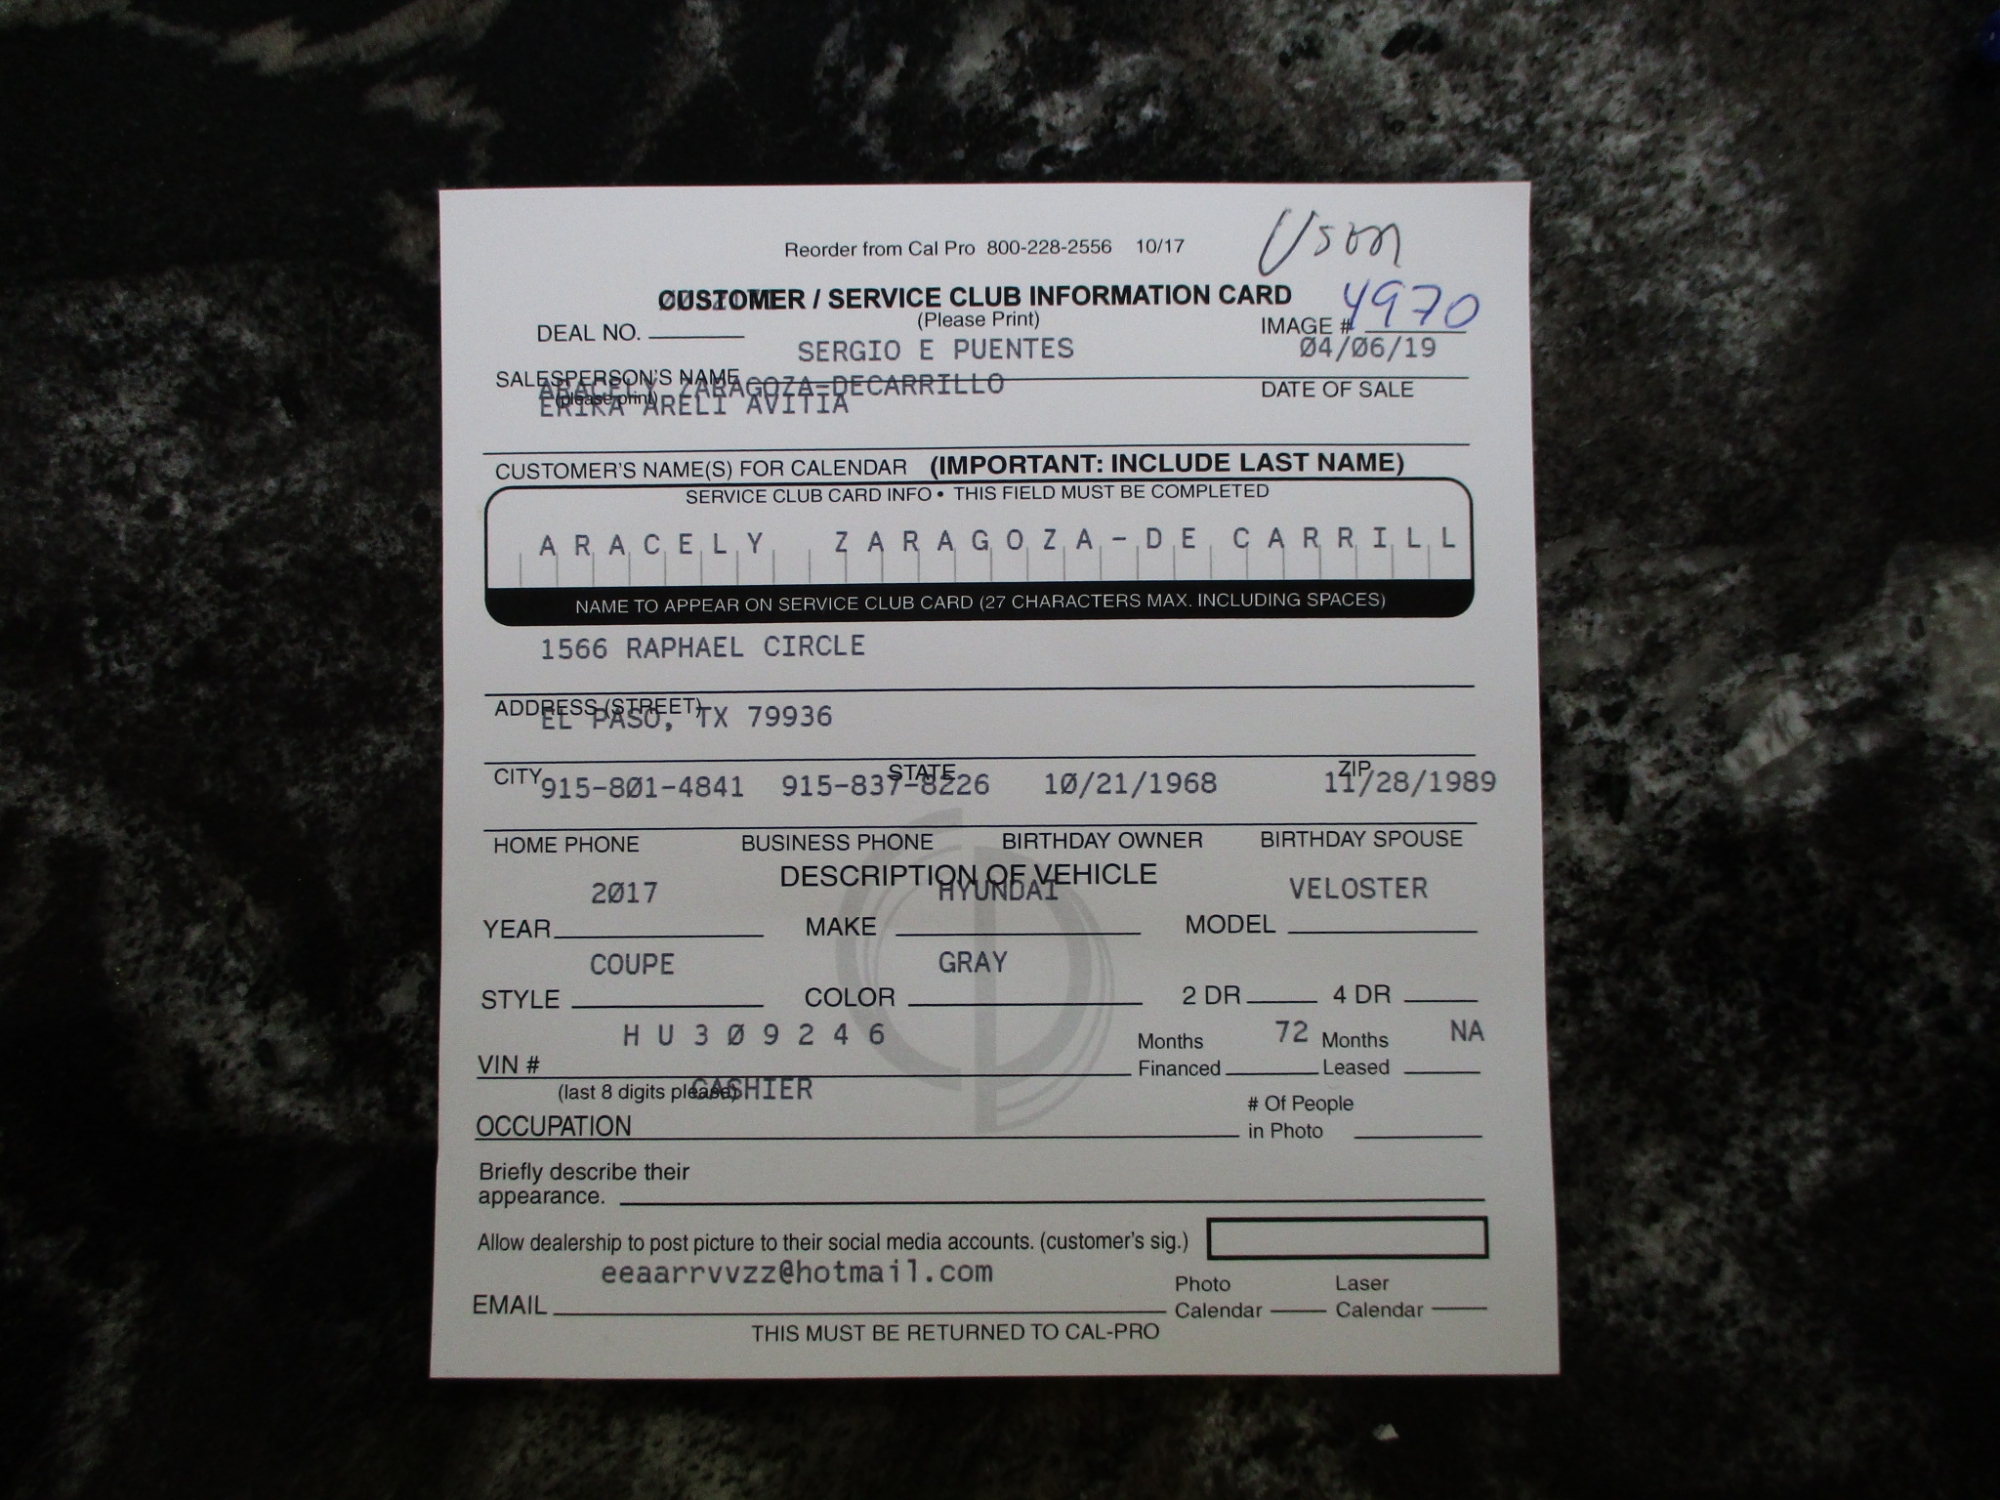 Uson
Reorder from Cal Pro 800-228-2556 10/17
CUSTOMER / SERVICE CLUB INFORMATION CARD
(Please Print)
DEAL NO. IMAGE # 4970
SERGIO E PUENTES 04/06/19
SALESPERSON'S NAME DATE OF SALE
(please print)
ARACELY ZARAGOZA-DECARRILLO
ERIKA ARELI AVITIA
CUSTOMER'S NAME(S) FOR CALENDAR (IMPORTANT: INCLUDE LAST NAME)
SERVICE CLUB CARD INFO • THIS FIELD MUST BE COMPLETED
ARACELY ZARAGOZA-DECARRILL
NAME TO APPEAR ON SERVICE CLUB CARD (27 CHARACTERS MAX. INCLUDING SPACES)
1566 RAPHAEL CIRCLE
ADDRESS (STREET)
EL PASO, TX 79936
CITY STATE ZIP
915-801-4841 915-837-8226 10/21/1968 11/28/1989
HOME PHONE BUSINESS PHONE BIRTHDAY OWNER BIRTHDAY SPOUSE
DESCRIPTION OF VEHICLE
2017 HYUNDAI VELOSTER
YEAR MAKE MODEL
COUPE GRAY
STYLE COLOR 2 DR 4 DR
HU309246 Months 72 Months NA
VIN # Financed Leased
(last 8 digits please)
CASHIER
OCCUPATION # Of People
in Photo
Briefly describe their
appearance.
Allow dealership to post picture to their social media accounts. (customer's sig.)
eeaarrvvzz@hotmail.com
EMAIL Photo Laser
Calendar Calendar
THIS MUST BE RETURNED TO CAL-PRO